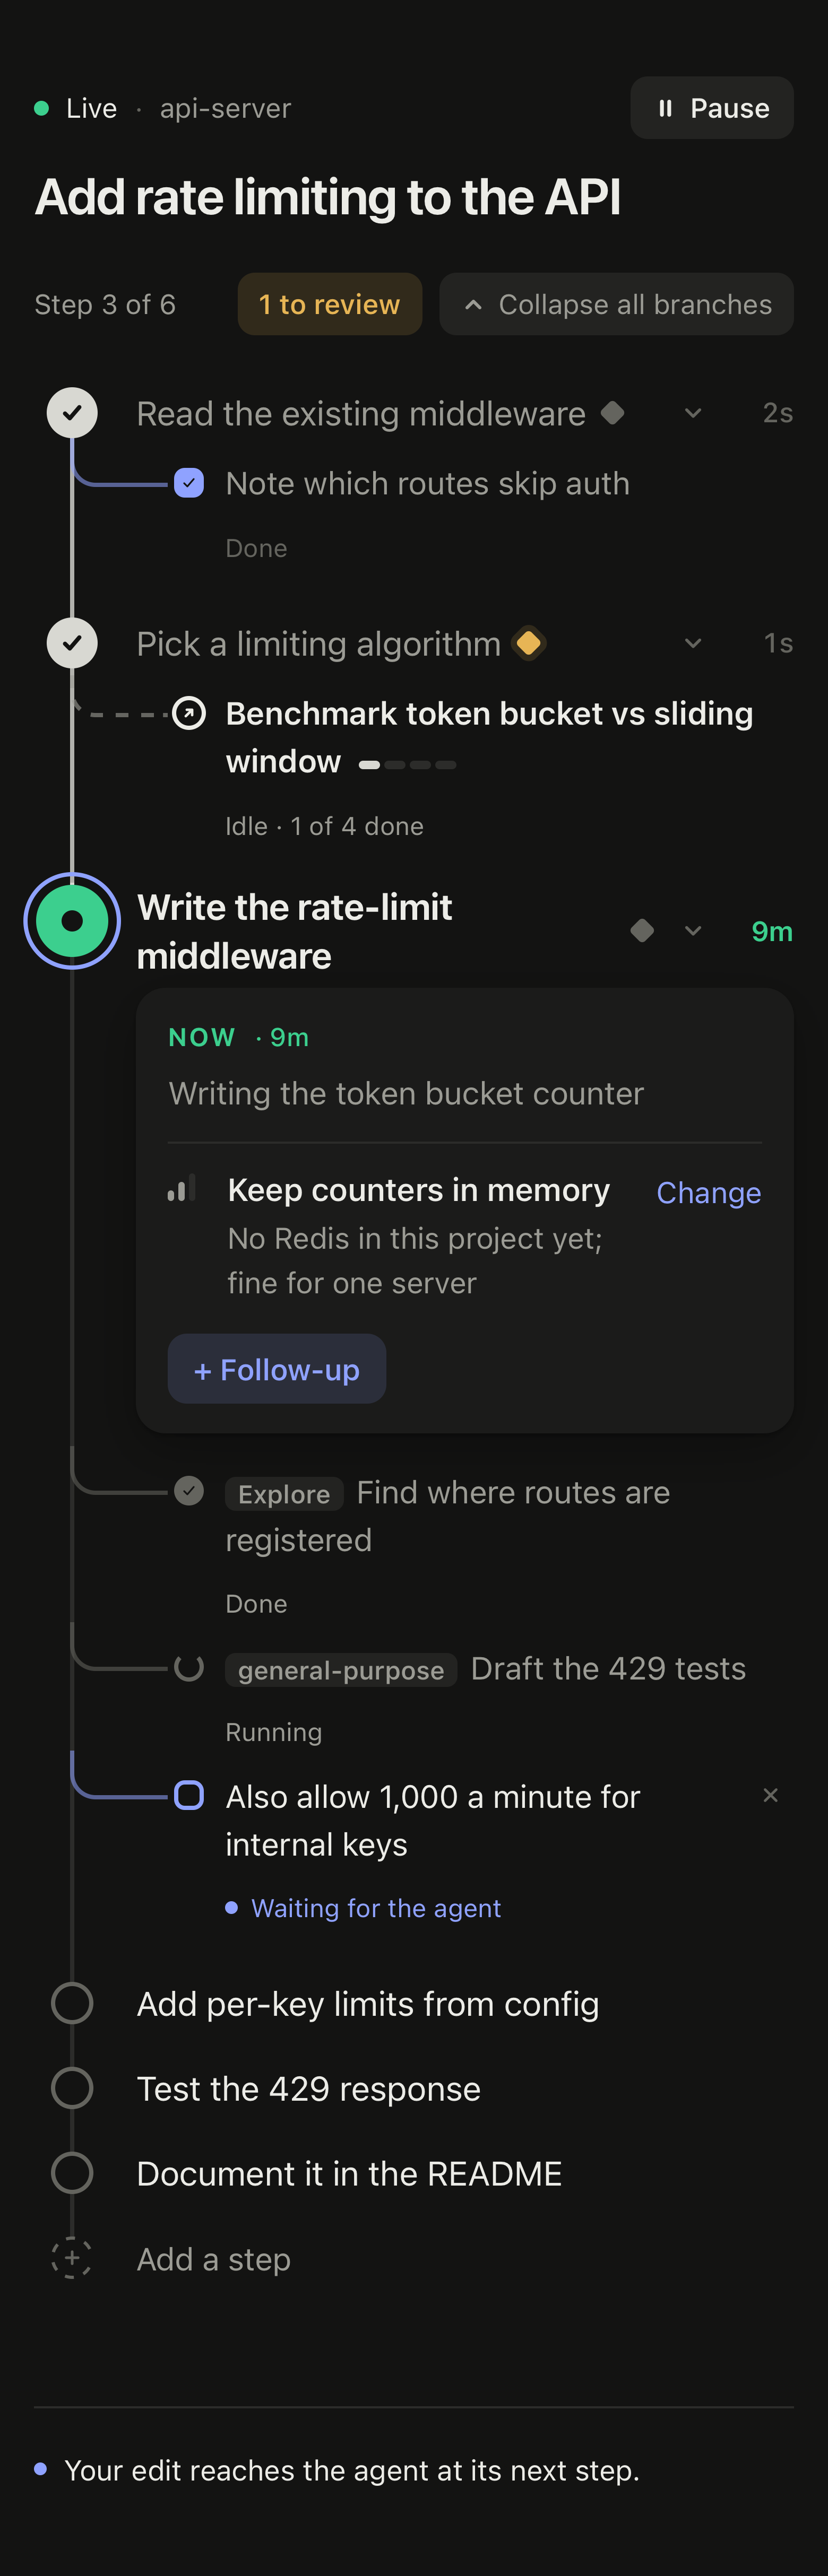 Live · api-server
Pause
Add rate limiting to the API
Step 3 of 6
1 to review
Collapse all branches
Read the existing middleware
2s
Note which routes skip auth
Done
Pick a limiting algorithm
1s
Benchmark token bucket vs sliding
window
Idle · 1 of 4 done
Write the rate-limit
middleware
9m
NOW · 9m
Writing the token bucket counter
Keep counters in memory
Change
No Redis in this project yet;
fine for one server
+ Follow-up
Explore Find where routes are
registered
Done
general-purpose Draft the 429 tests
Running
Also allow 1,000 a minute for
internal keys
Waiting for the agent
Add per-key limits from config
Test the 429 response
Document it in the README
Add a step
Your edit reaches the agent at its next step.